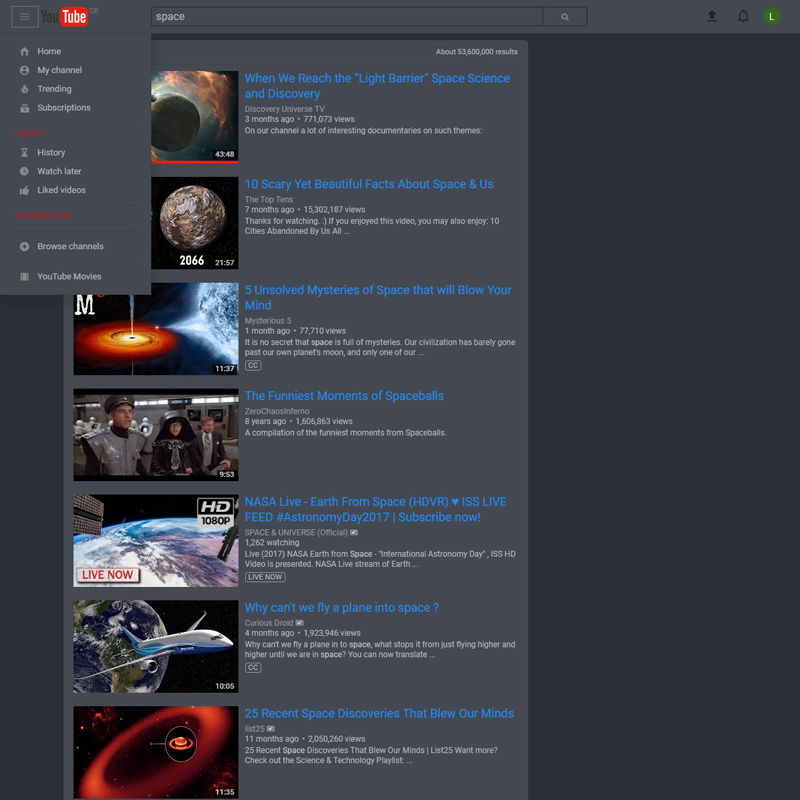 YouTube GB
space
L
Home
My channel
Trending
Subscriptions
History
Watch later
Liked videos
Browse channels
YouTube Movies
About 53,600,000 results
43:48
When We Reach the "Light Barrier" Space Science
and Discovery
Discovery Universe TV
3 months ago • 771,073 views
On our channel a lot of interesting documentaries on such themes:
2066
21:57
10 Scary Yet Beautiful Facts About Space & Us
The Top Tens
7 months ago • 15,302,187 views
Thanks for watching. :) If you enjoyed this video, you may also enjoy: 10
Cities Abandoned By Us All ...
M
11:37
5 Unsolved Mysteries of Space that will Blow Your
Mind
Mysterious 5
1 month ago • 77,710 views
It is no secret that space is full of mysteries. Our civilization has barely gone
past our own planet's moon, and only one of our ...
CC
9:53
The Funniest Moments of Spaceballs
ZeroChaosInferno
8 years ago • 1,606,863 views
A compilation of the funniest moments from Spaceballs.
HD
1080P
LIVE NOW
NASA Live - Earth From Space (HDVR) ♥ ISS LIVE
FEED #AstronomyDay2017 | Subscribe now!
SPACE & UNIVERSE (Official)
1,262 watching
Live (2017) NASA Earth from Space - "International Astronomy Day" , ISS HD
Video is presented. NASA Live stream of Earth ...
LIVE NOW
10:05
Why can't we fly a plane into space ?
Curious Droid
4 months ago • 1,923,946 views
Why can't we fly a plane in to space, what stops it from just flying higher and
higher until we are in space? You can now translate ...
CC
11:35
25 Recent Space Discoveries That Blew Our Minds
list25
11 months ago • 2,050,260 views
25 Recent Space Discoveries That Blew Our Minds | List25 Want more?
Check out the Science & Technology Playlist: ...